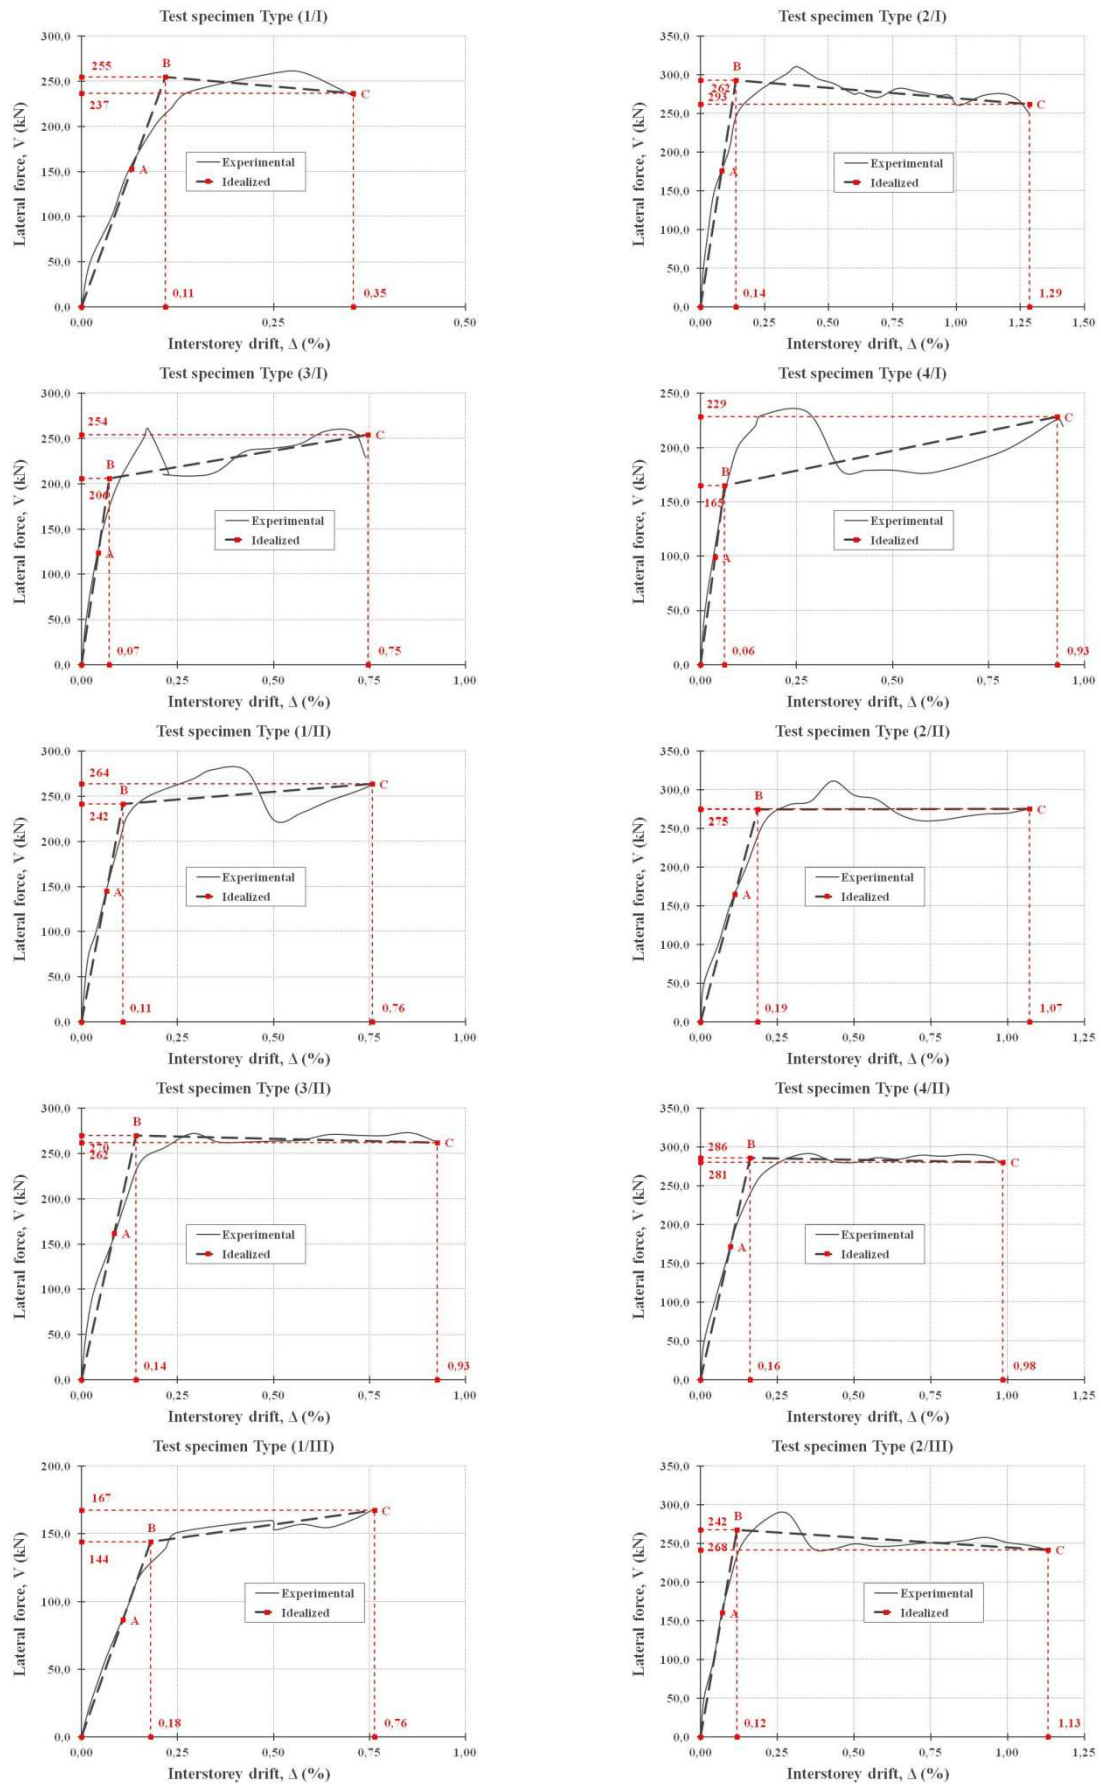 Test specimen Type (1/I)
300,0
255
B
250,0
237
C
200,0
Experimental
150,0
A
Idealized
100,0
50,0
0,11
0,35
0,0
0,00
0,25
0,50
Lateral force, V (kN)
Interstorey drift, Δ (%)
Test specimen Type (2/I)
350,0
B
300,0
262
293
C
250,0
200,0
Experimental
A
Idealized
150,0
100,0
50,0
0,14
1,29
0,0
0,00
0,25
0,50
0,75
1,00
1,25
1,50
Lateral force, V (kN)
Interstorey drift, Δ (%)
Test specimen Type (3/I)
300,0
254
C
250,0
B
206
200,0
150,0
Experimental
A
Idealized
100,0
50,0
0,07
0,75
0,0
0,00
0,25
0,50
0,75
1,00
Lateral force, V (kN)
Interstorey drift, Δ (%)
Test specimen Type (4/I)
250,0
229
C
200,0
B
165
150,0
Experimental
Idealized
100,0
A
50,0
0,06
0,93
0,0
0,00
0,25
0,50
0,75
1,00
Lateral force, V (kN)
Interstorey drift, Δ (%)
Test specimen Type (1/II)
300,0
264
C
250,0
B
242
200,0
150,0
Experimental
A
Idealized
100,0
50,0
0,11
0,76
0,0
0,00
0,25
0,50
0,75
1,00
Lateral force, V (kN)
Interstorey drift, Δ (%)
Test specimen Type (2/II)
350,0
300,0
B
C
275
250,0
200,0
Experimental
A
Idealized
150,0
100,0
50,0
0,19
1,07
0,0
0,00
0,25
0,50
0,75
1,00
1,25
Lateral force, V (kN)
Interstorey drift, Δ (%)
Test specimen Type (3/II)
300,0
B
270
262
C
250,0
200,0
A
Experimental
150,0
Idealized
100,0
50,0
0,14
0,93
0,0
0,00
0,25
0,50
0,75
1,00
Lateral force, V (kN)
Interstorey drift, Δ (%)
Test specimen Type (4/II)
350,0
300,0
286
B
281
C
250,0
200,0
Experimental
A
Idealized
150,0
100,0
50,0
0,16
0,98
0,0
0,00
0,25
0,50
0,75
1,00
1,25
Lateral force, V (kN)
Interstorey drift, Δ (%)
Test specimen Type (1/III)
200,0
167
C
150,0
B
144
100,0
Experimental
A
Idealized
50,0
0,18
0,76
0,0
0,00
0,25
0,50
0,75
1,00
Lateral force, V (kN)
Interstorey drift, Δ (%)
Test specimen Type (2/III)
350,0
300,0
242
B
268
C
250,0
200,0
Experimental
A
Idealized
150,0
100,0
50,0
0,12
1,13
0,0
0,00
0,25
0,50
0,75
1,00
1,25
Lateral force, V (kN)
Interstorey drift, Δ (%)